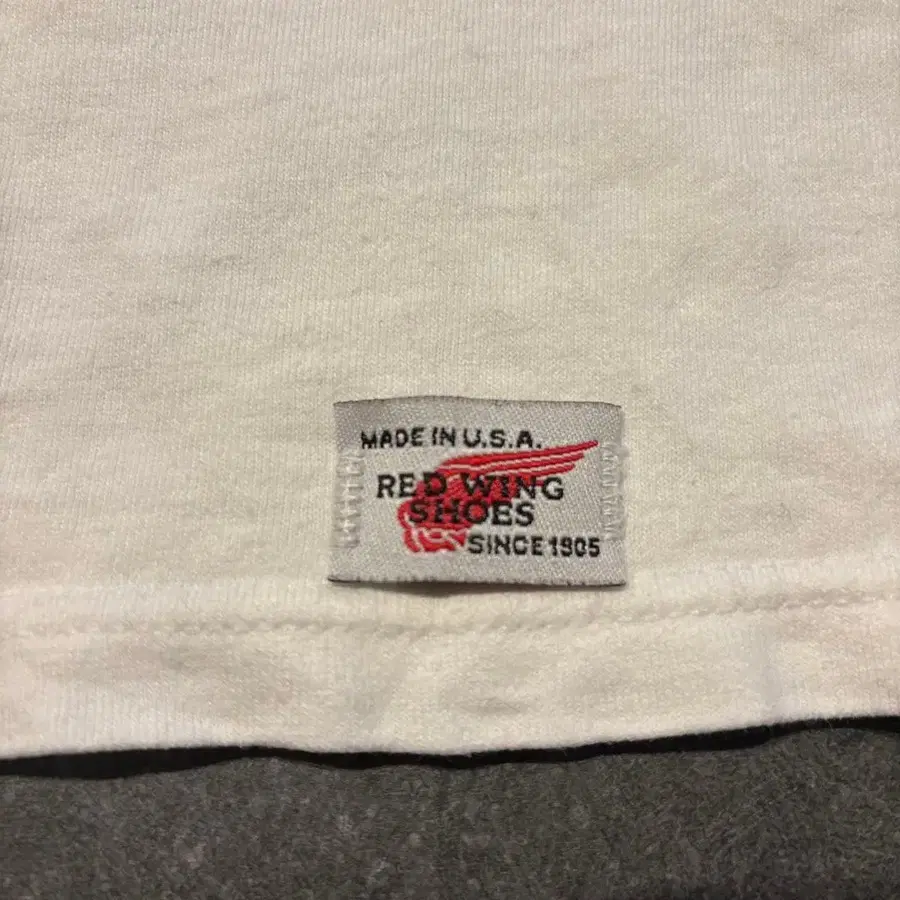 MADE IN U.S.A.
RED WING
SHOES
SINCE 1905